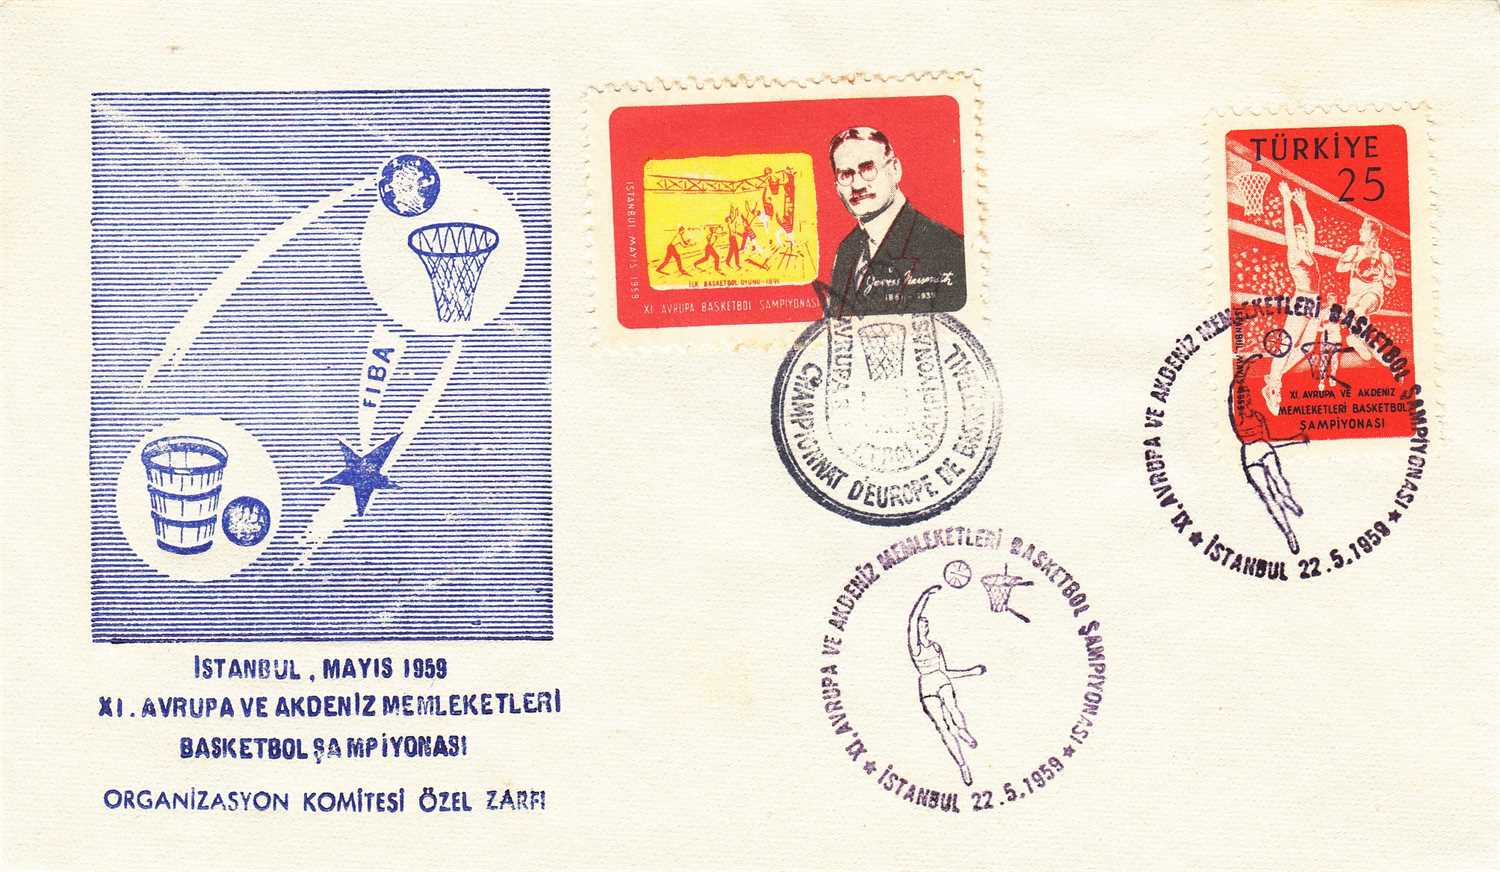 FIBA
İSTANBUL, MAYIS 1959
XI. AVRUPA VE AKDENİZ MEMLEKETLERİ
BASKETBOL ŞAMPİYONASI
ORGANİZASYON KOMİTESİ ÖZEL ZARFI
İSTANBUL, MAYIS 1959
İLK BASKETBOL OYUNU-1891
XI. AVRUPA BASKETBOL ŞAMPİYONASI
1861-1939
CHAMPIONNAT D'EUROPE DE BASKETBALL
TÜRKİYE
25
XI. AVRUPA VE AKDENİZ
MEMLEKETLERİ BASKETBOL
ŞAMPİYONASI
XI. AVRUPA VE AKDENİZ MEMLEKETLERİ BASKETBOL ŞAMPİYONASI
★ İSTANBUL 22.5.1959 ★
XI. AVRUPA VE AKDENİZ MEMLEKETLERİ BASKETBOL ŞAMPİYONASI
★ İSTANBUL 22.5.1959 ★